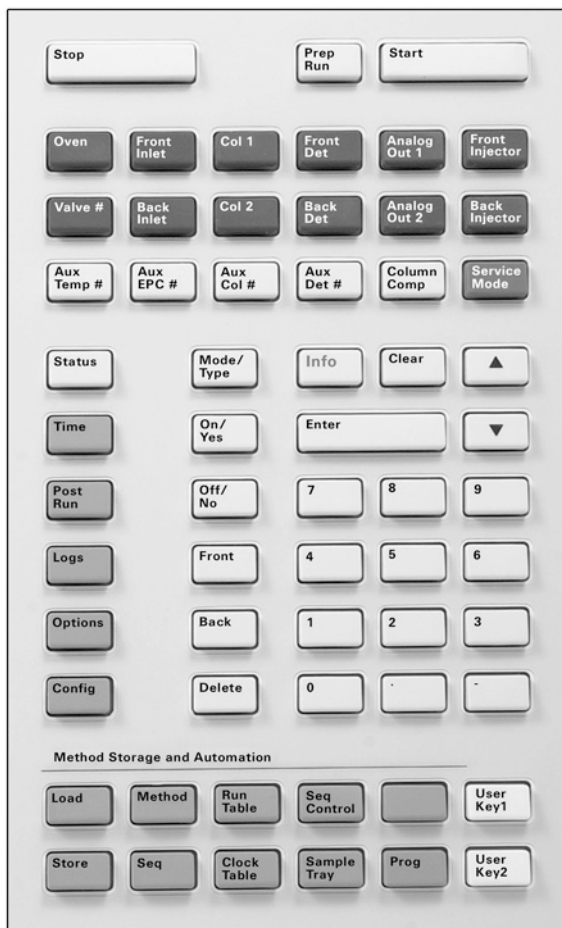 Stop
Prep
Run
Start
Oven
Front
Inlet
Col 1
Front
Det
Analog
Out 1
Front
Injector
Valve #
Back
Inlet
Col 2
Back
Det
Analog
Out 2
Back
Injector
Aux
Temp #
Aux
EPC #
Aux
Col #
Aux
Det #
Column
Comp
Service
Mode
Status
Mode/
Type
Info
Clear
▲
Time
On/
Yes
Enter
▼
Post
Run
Off/
No
7
8
9
Logs
Front
4
5
6
Options
Back
1
2
3
Config
Delete
0
.
-
Method Storage and Automation
Load
Method
Run
Table
Seq
Control
User
Key1
Store
Seq
Clock
Table
Sample
Tray
Prog
User
Key2